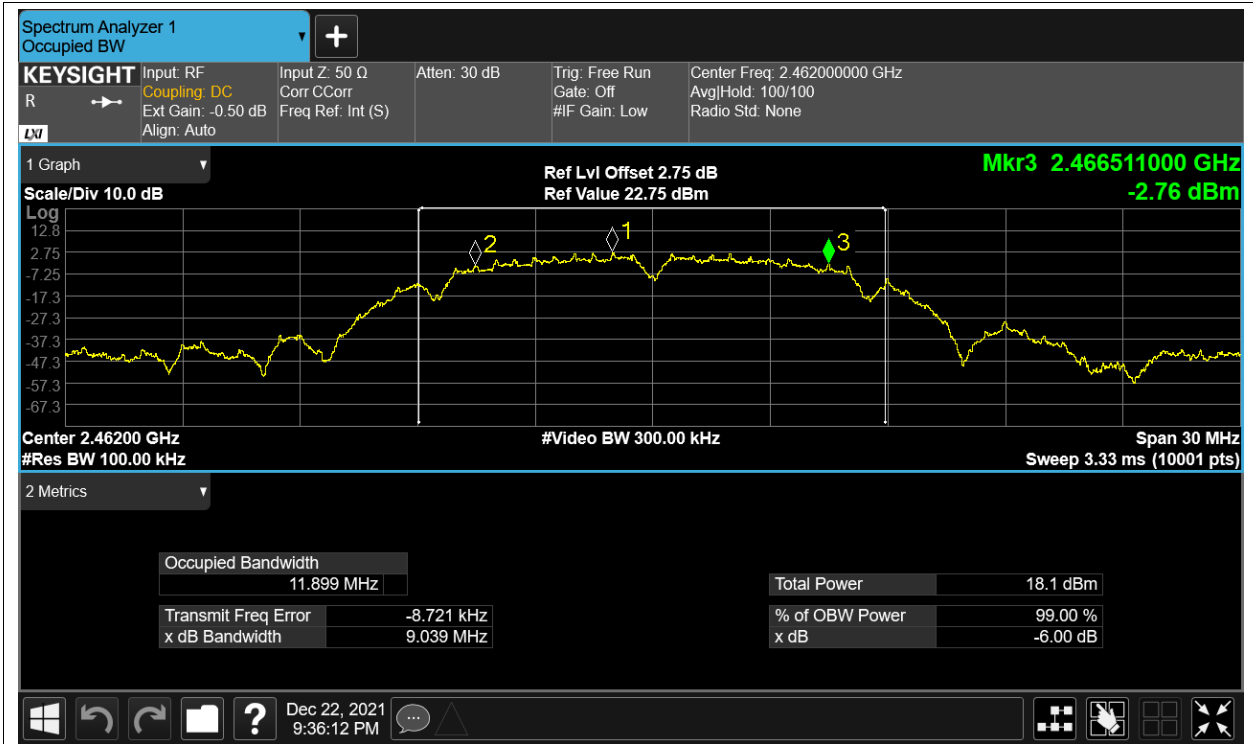 Spectrum Analyzer 1
Occupied BW
KEYSIGHT
R
LXI
Input: RF
Coupling: DC
Ext Gain: -0.50 dB
Align: Auto
Input Z: 50 Ω
Corr CCorr
Freq Ref: Int (S)
Atten: 30 dB
Trig: Free Run
Gate: Off
#IF Gain: Low
Center Freq: 2.462000000 GHz
Avg|Hold: 100/100
Radio Std: None
1 Graph
Scale/Div 10.0 dB
Ref Lvl Offset 2.75 dB
Ref Value 22.75 dBm
Mkr3 2.466511000 GHz
-2.76 dBm
Log
12.8
2.75
-7.25
-17.3
-27.3
-37.3
-47.3
-57.3
-67.3
2
1
3
Center 2.46200 GHz
#Res BW 100.00 kHz
#Video BW 300.00 kHz
Span 30 MHz
Sweep 3.33 ms (10001 pts)
2 Metrics
Occupied Bandwidth
11.899 MHz
Transmit Freq Error -8.721 kHz
x dB Bandwidth 9.039 MHz
Total Power 18.1 dBm
% of OBW Power 99.00 %
x dB -6.00 dB
?
Dec 22, 2021
9:36:12 PM